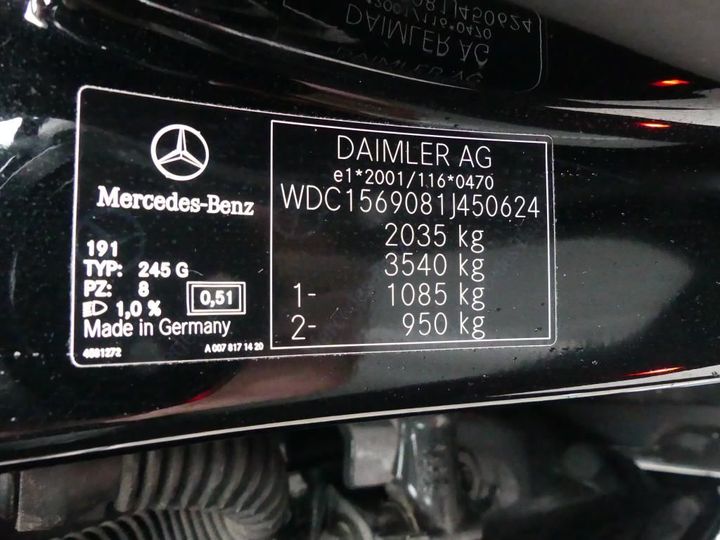 Mercedes-Benz
191
TYP: 245 G
PZ: 8
1,0 %
0,51
Made in Germany
4681272
A 007 817 14 20
DAIMLER AG
e1*2001/116*0470
WDC1569081J450624
2035 kg
3540 kg
1- 1085 kg
2- 950 kg